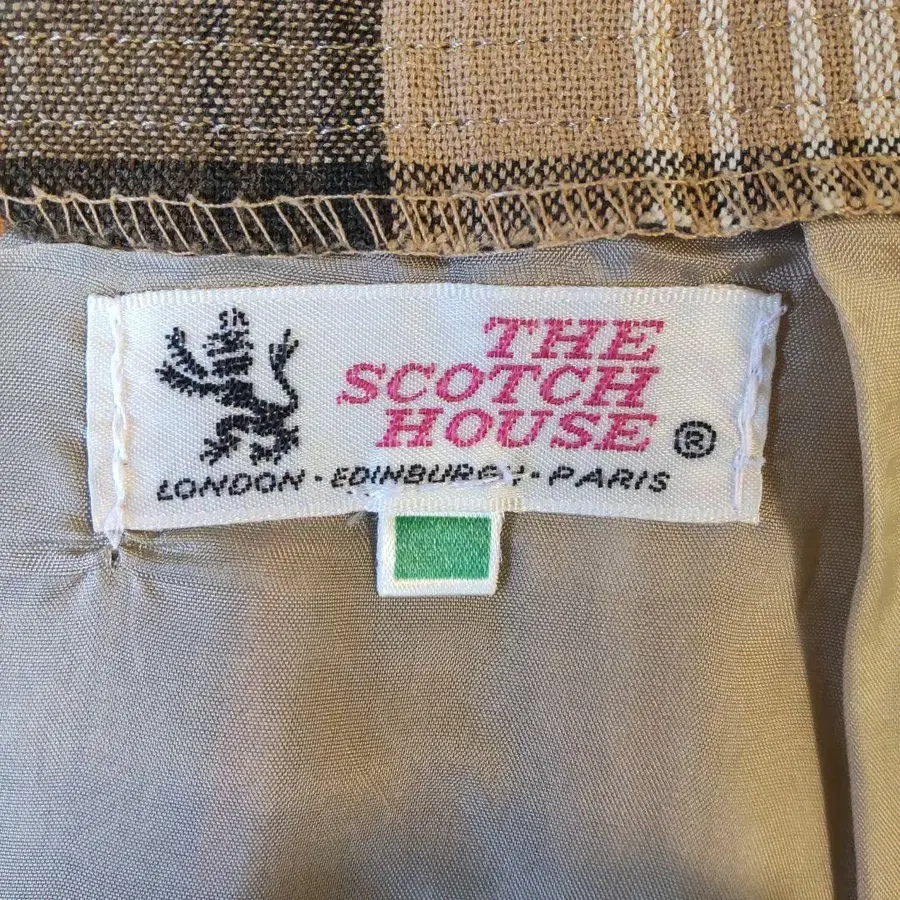 THE
SCOTCH
HOUSE ®
LONDON · EDINBURGH · PARIS